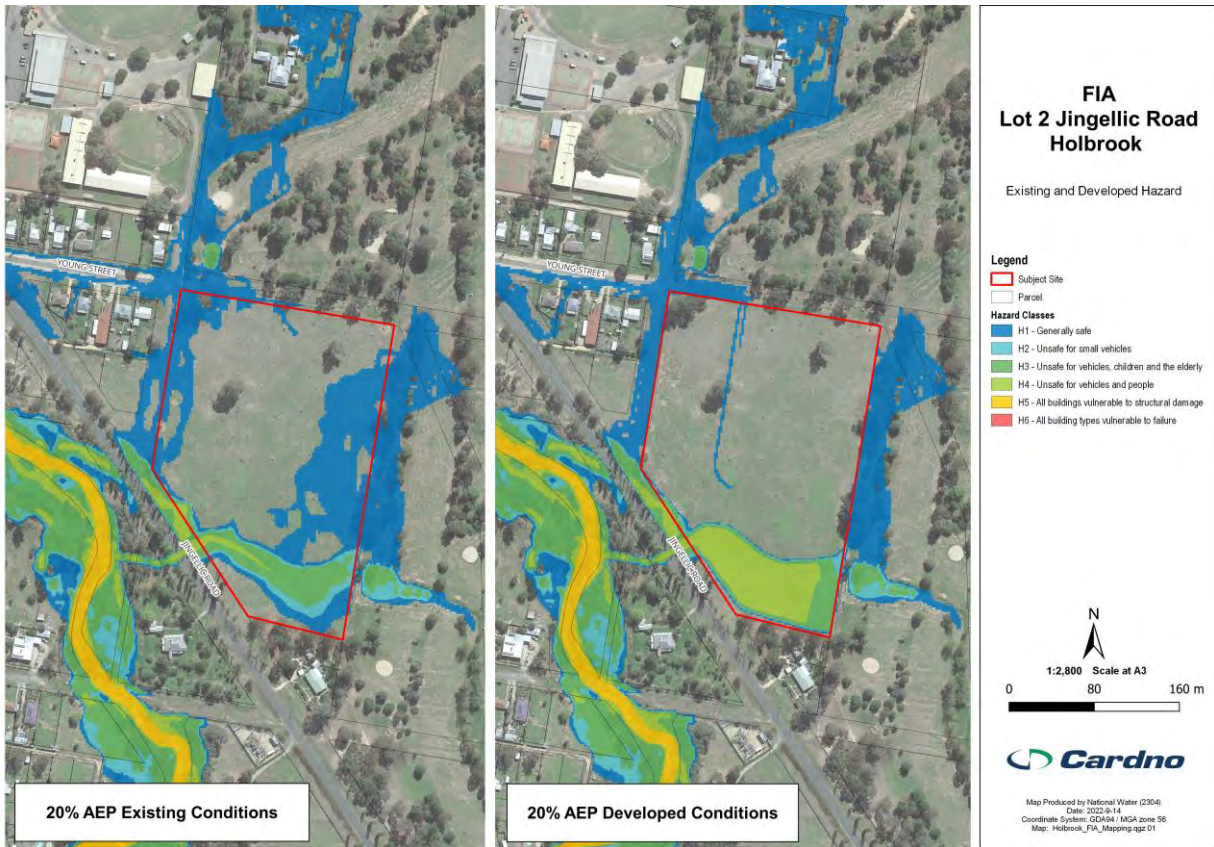 YOUNG STREET
JINGELLIC ROAD
20% AEP Existing Conditions
YOUNG STREET
JINGELLIC ROAD
20% AEP Developed Conditions
FIA
Lot 2 Jingellic Road
Holbrook
Existing and Developed Hazard
Legend
Subject Site
Parcel
Hazard Classes
H1 - Generally safe
H2 - Unsafe for small vehicles
H3 - Unsafe for vehicles, children and the elderly
H4 - Unsafe for vehicles and people
H5 - All buildings vulnerable to structural damage
H6 - All building types vulnerable to failure
N
1:2,800 Scale at A3
0 80 160 m
Cardno
Map Produced by National Water (2304)
Date: 2022-9-14
Coordinate System: GDA94 / MGA zone 56
Map: Holbrook_FIA_Mapping.qgz 01